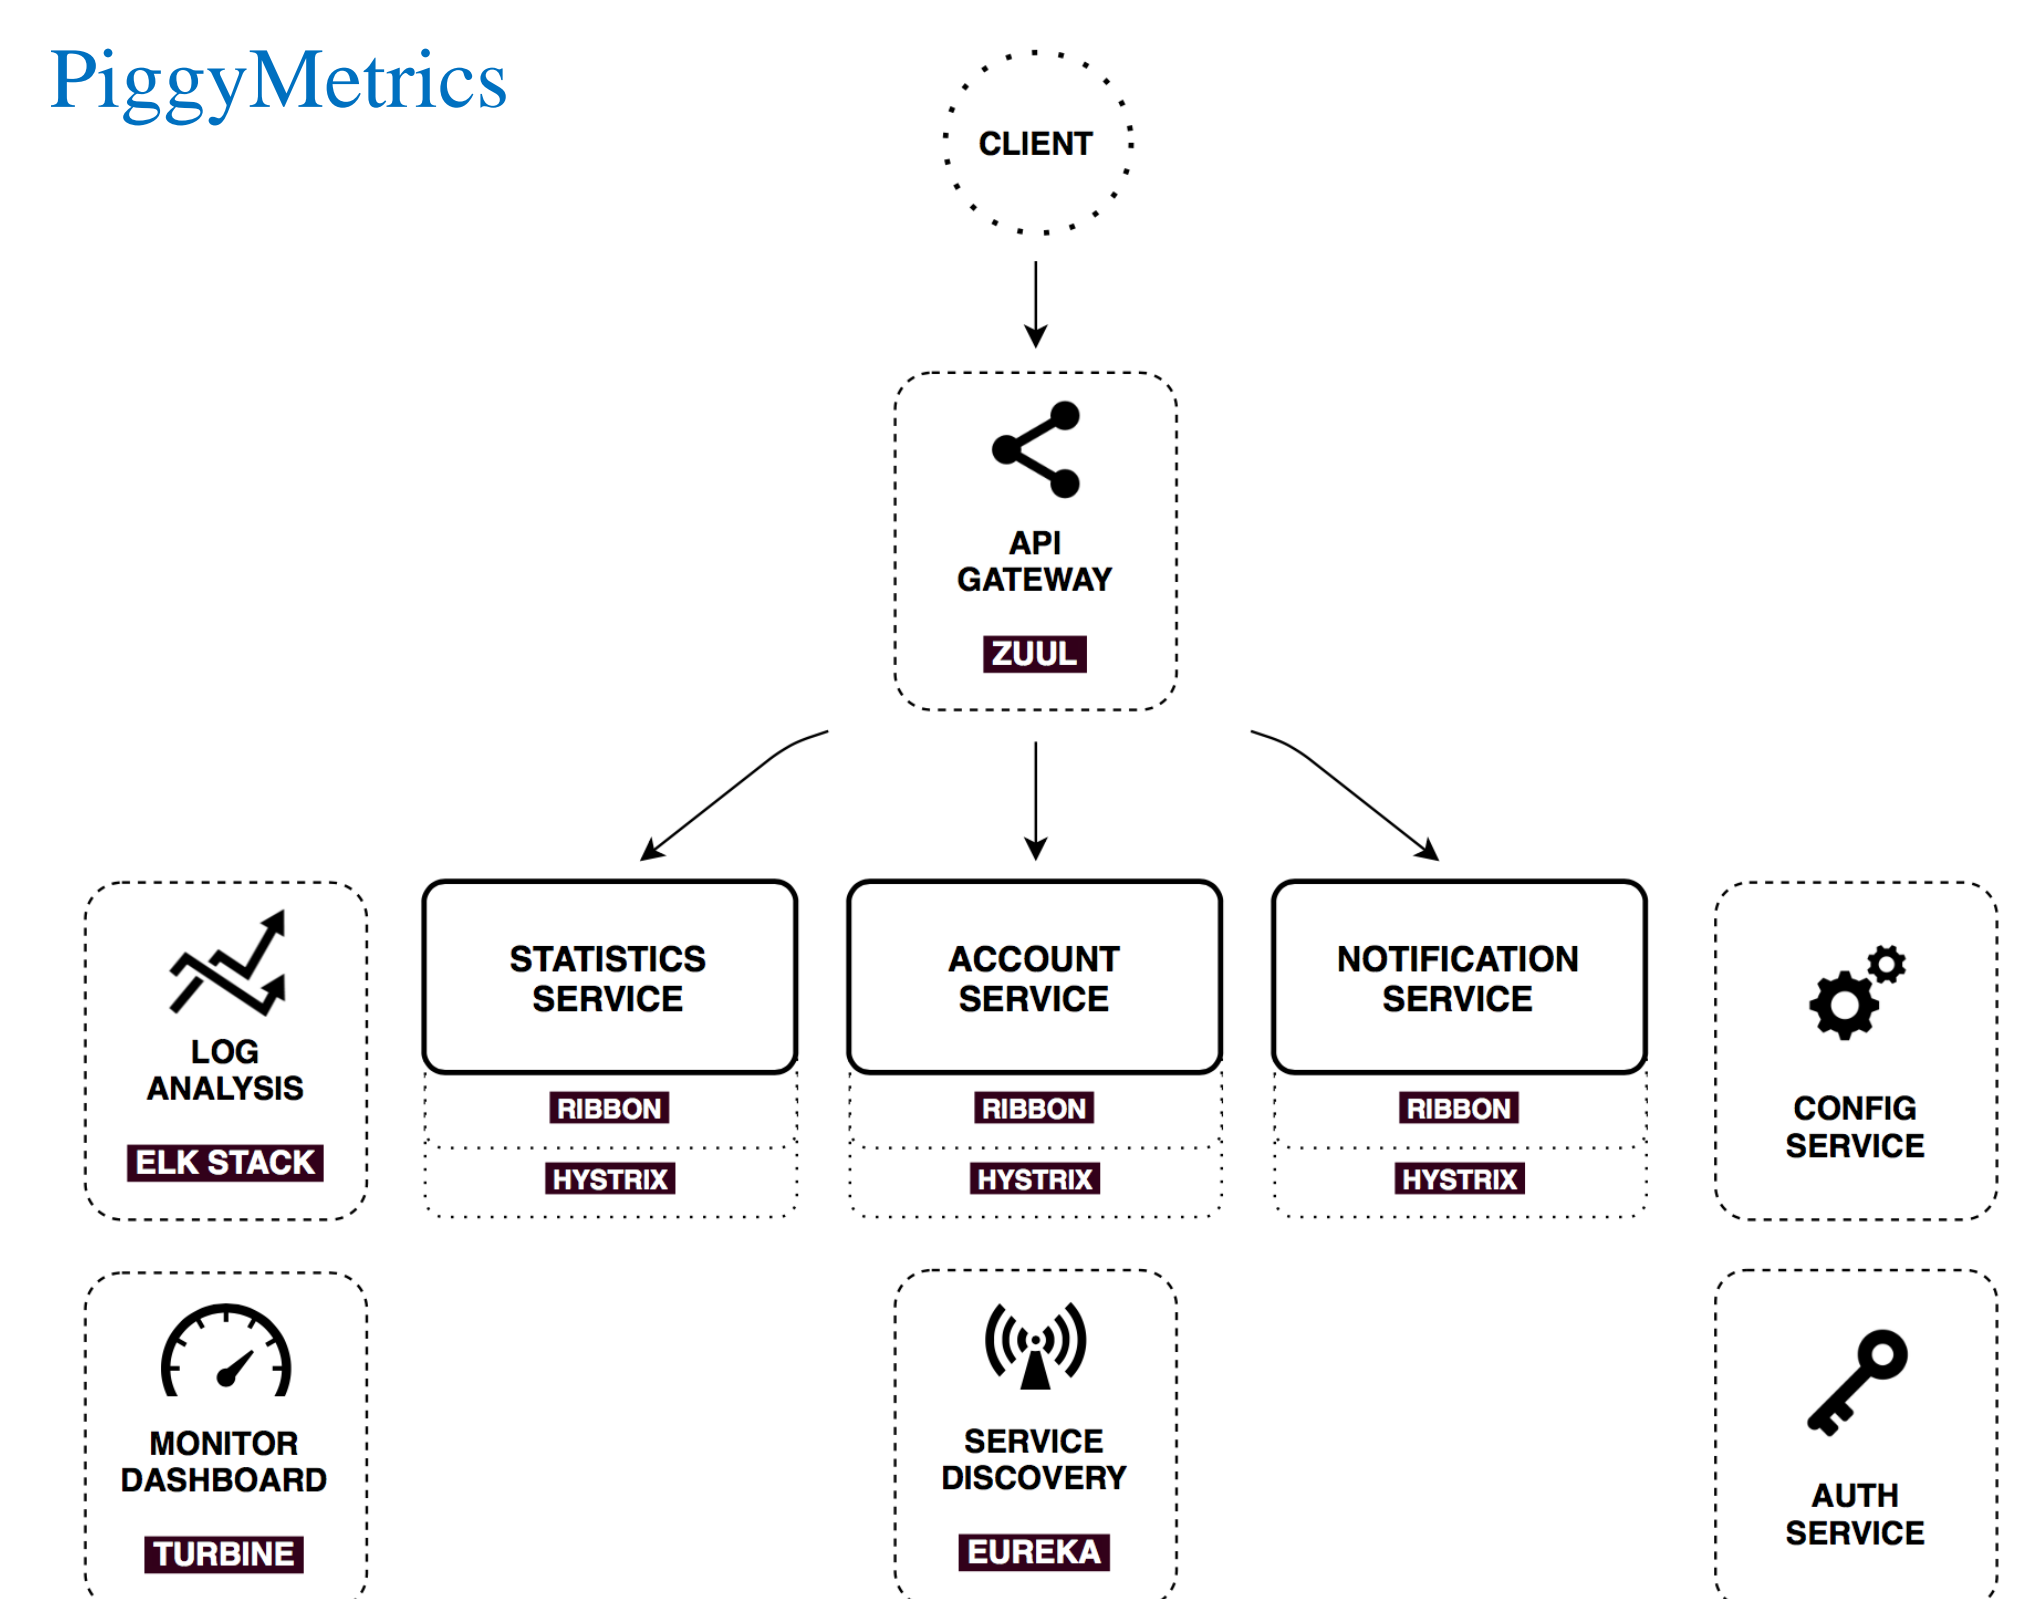 PiggyMetrics
CLIENT
API
GATEWAY
ZUUL
LOG
ANALYSIS
ELK STACK
STATISTICS
SERVICE
RIBBON
HYSTRIX
ACCOUNT
SERVICE
RIBBON
HYSTRIX
NOTIFICATION
SERVICE
RIBBON
HYSTRIX
CONFIG
SERVICE
MONITOR
DASHBOARD
TURBINE
SERVICE
DISCOVERY
EUREKA
AUTH
SERVICE